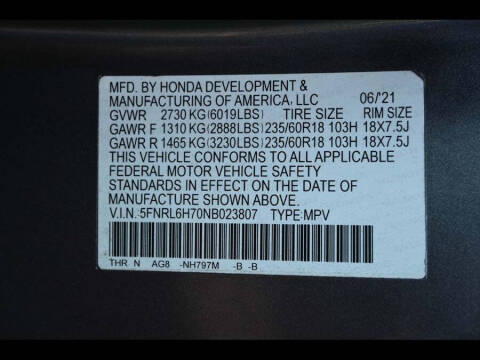 MFD. BY HONDA DEVELOPMENT &
MANUFACTURING OF AMERICA, LLC 06/'21
GVWR 2730 KG(6019LBS) TIRE SIZE RIM SIZE
GAWR F 1310 KG(2888LBS) 235/60R18 103H 18X7.5J
GAWR R 1465 KG(3230LBS) 235/60R18 103H 18X7.5J
THIS VEHICLE CONFORMS TO ALL APPLICABLE
FEDERAL MOTOR VEHICLE SAFETY
STANDARDS IN EFFECT ON THE DATE OF
MANUFACTURE SHOWN ABOVE.
V.I.N.:5FNRL6H70NB023807 TYPE:MPV
THR N AG8 -NH797M -B -B